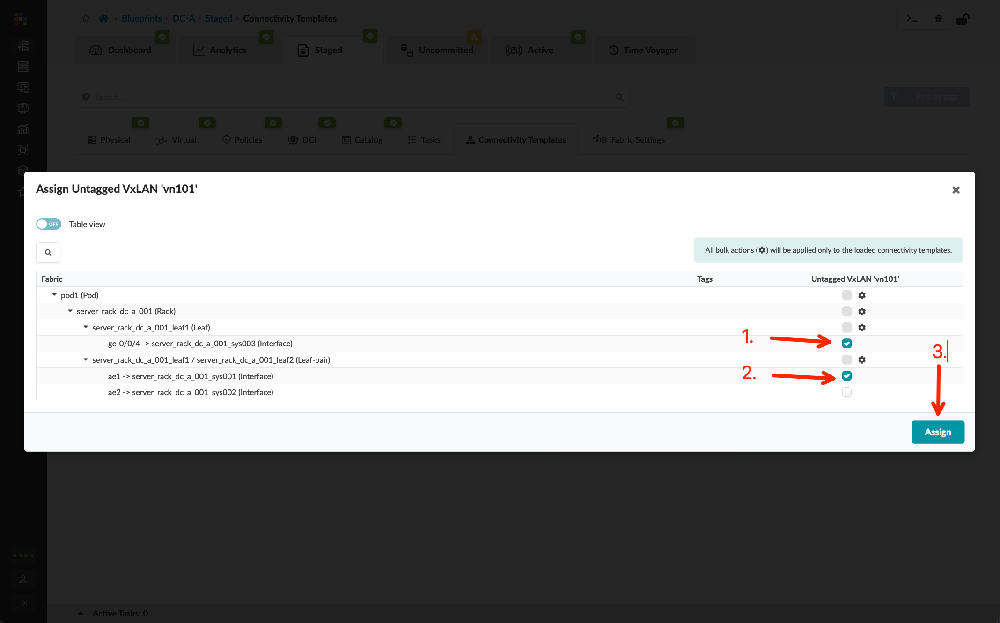 Blueprints DC-A Staged Connectivity Templates
Dashboard Analytics Staged Uncommitted Active Time Voyager
Search...
Find by tags
Physical Virtual Policies DCI Catalog Tasks Connectivity Templates Fabric Settings
Assign Untagged VxLAN 'vn101'
OFF Table view
All bulk actions ( ) will be applied only to the loaded connectivity templates.
Fabric Tags Untagged VxLAN 'vn101'
pod1 (Pod)
server_rack_dc_a_001 (Rack)
server_rack_dc_a_001_leaf1 (Leaf)
1.
ge-0/0/4 -> server_rack_dc_a_001_sys003 (Interface)
3.
server_rack_dc_a_001_leaf1 / server_rack_dc_a_001_leaf2 (Leaf-pair)
2.
ae1 -> server_rack_dc_a_001_sys001 (Interface)
ae2 -> server_rack_dc_a_001_sys002 (Interface)
Assign
Active Tasks: 0